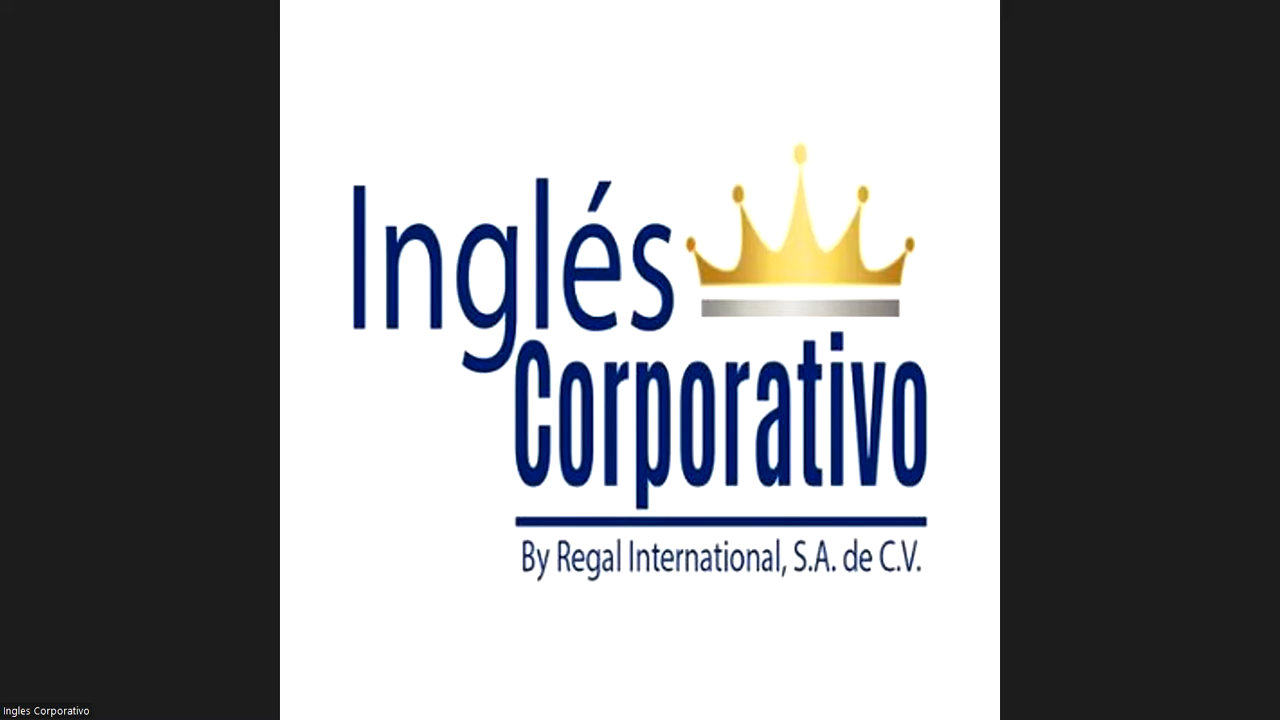 Inglés
Corporativo
By Regal International, S.A. de C.V.
Ingles Corporativo